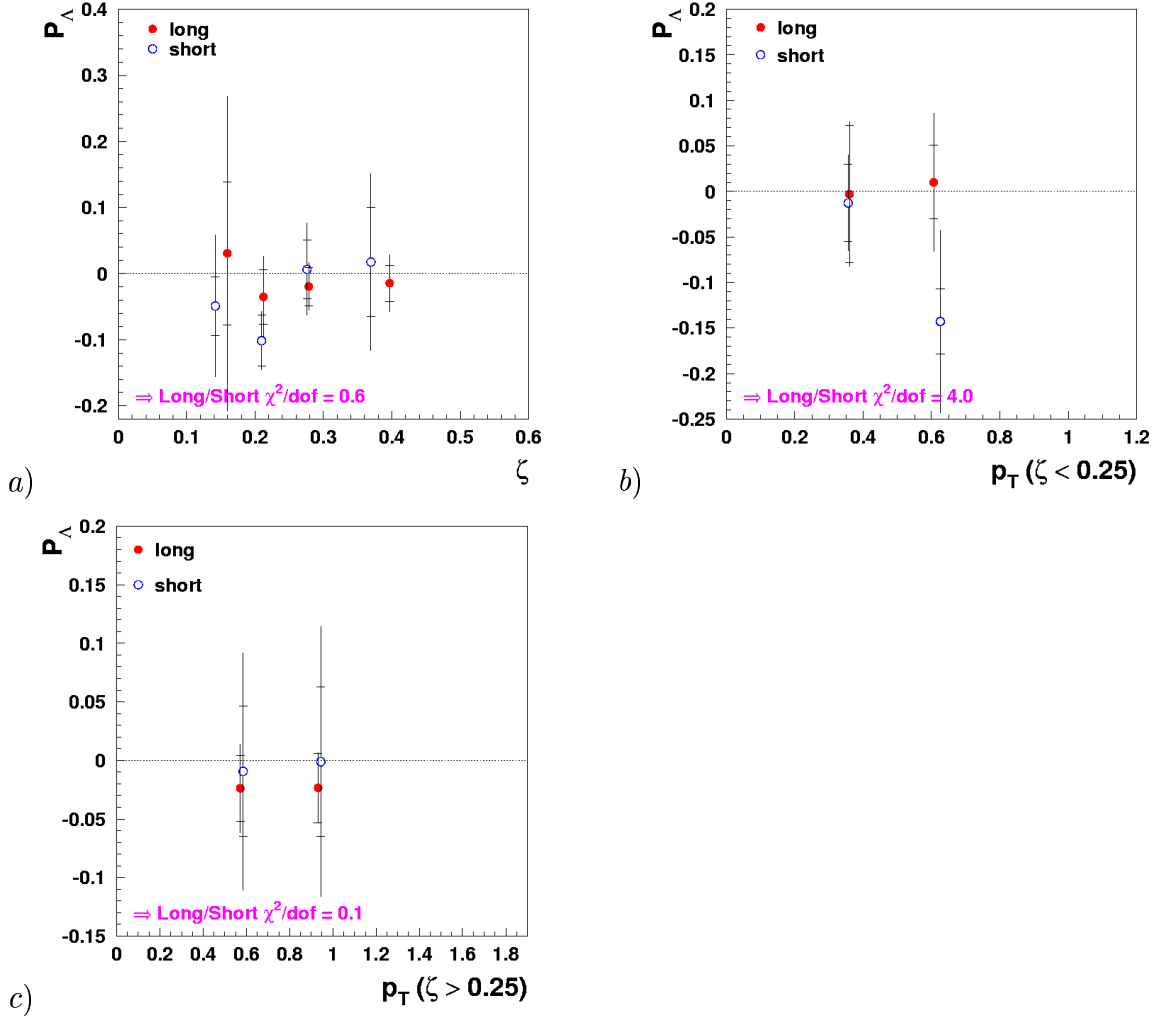 P_Λ
0.4
0.3
0.2
0.1
0
-0.1
-0.2
long
short
⇒ Long/Short χ²/dof = 0.6
0 0.1 0.2 0.3 0.4 0.5 0.6
ζ
a)
P_Λ
0.2
0.15
0.1
0.05
0
-0.05
-0.1
-0.15
-0.2
-0.25
long
short
⇒ Long/Short χ²/dof = 4.0
0 0.2 0.4 0.6 0.8 1 1.2
p_T (ζ < 0.25)
b)
P_Λ
0.2
0.15
0.1
0.05
0
-0.05
-0.1
-0.15
long
short
⇒ Long/Short χ²/dof = 0.1
0 0.2 0.4 0.6 0.8 1 1.2 1.4 1.6 1.8
p_T (ζ > 0.25)
c)